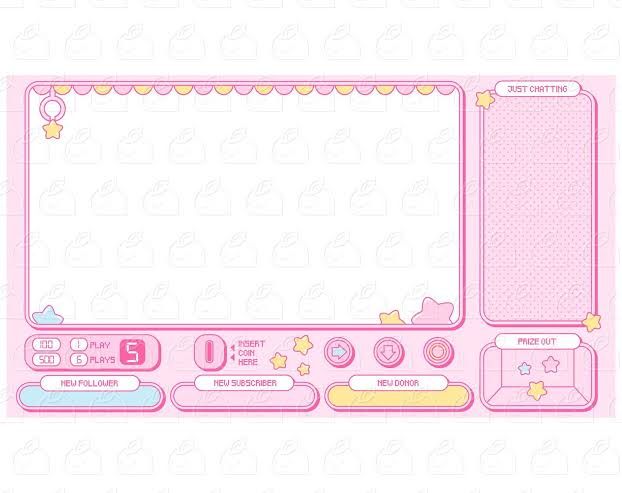 JUST CHATTING
100 1 PLAY
500 6 PLAYS
5
INSERT
COIN
HERE
PRIZE OUT
NEW FOLLOWER
NEW SUBSCRIBER
NEW DONOR